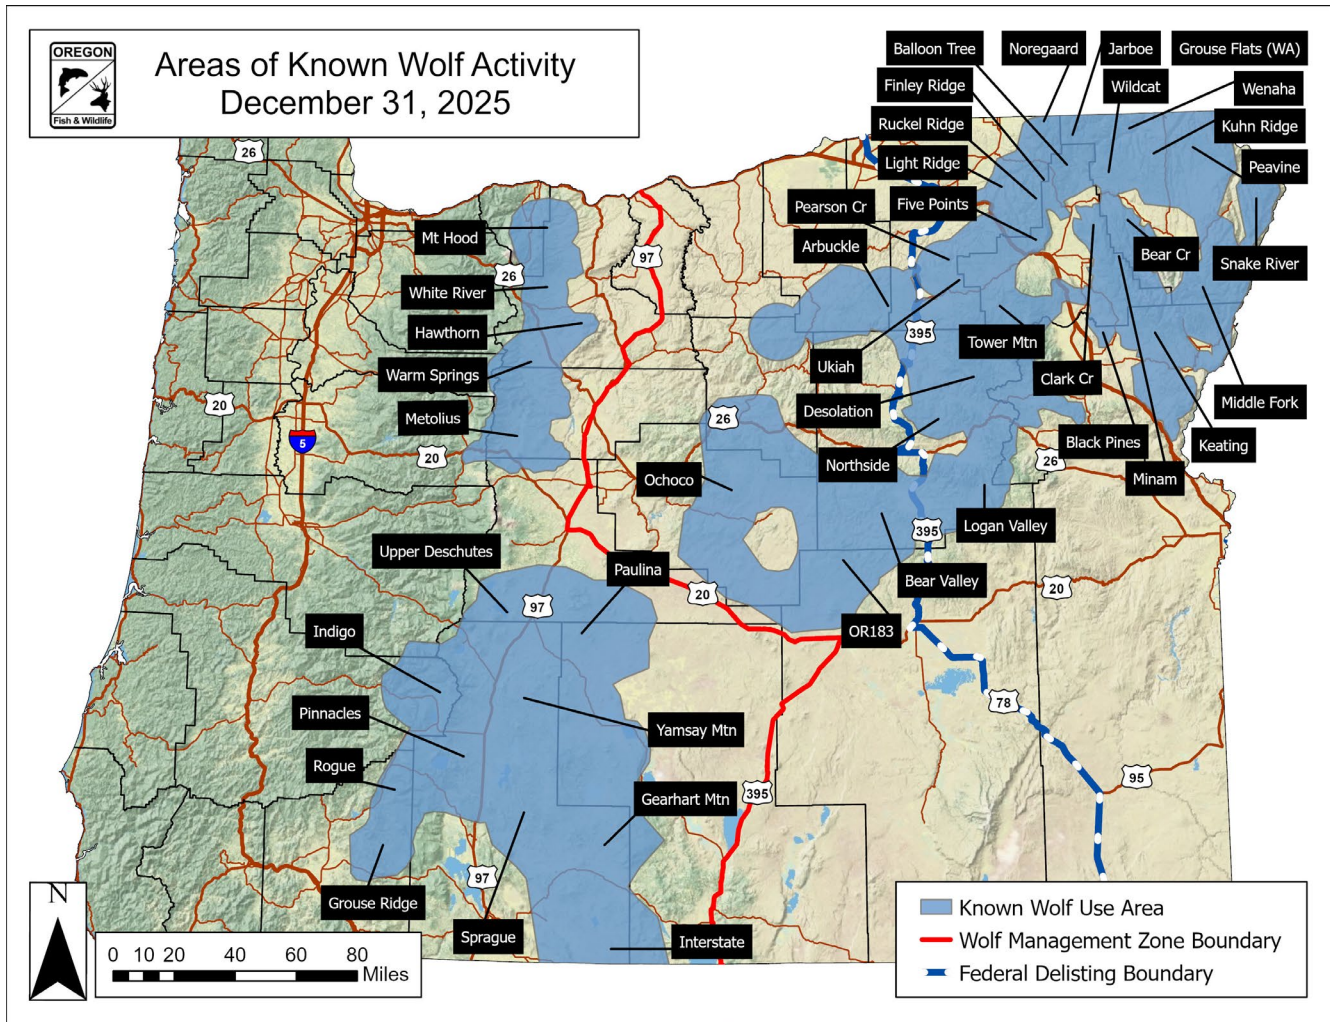 OREGON
Fish & Wildlife
Areas of Known Wolf Activity
December 31, 2025
Balloon Tree
Noregaard
Jarboe
Grouse Flats (WA)
Finley Ridge
Wildcat
Wenaha
Ruckel Ridge
Kuhn Ridge
Light Ridge
Peavine
Pearson Cr
Five Points
Arbuckle
Bear Cr
Snake River
26
Mt Hood
97
26
White River
Hawthorn
395
Tower Mtn
Ukiah
Warm Springs
Clark Cr
20
Metolius
26
Desolation
Middle Fork
5
Black Pines
Keating
20
Northside
26
Ochoco
Minam
Logan Valley
395
Upper Deschutes
Paulina
Bear Valley
20
97
20
Indigo
OR183
Pinnacles
78
Yamsay Mtn
Rogue
95
Gearhart Mtn
395
97
Grouse Ridge
Sprague
Interstate
N
0 10 20 40 60 80
Miles
Known Wolf Use Area
Wolf Management Zone Boundary
Federal Delisting Boundary